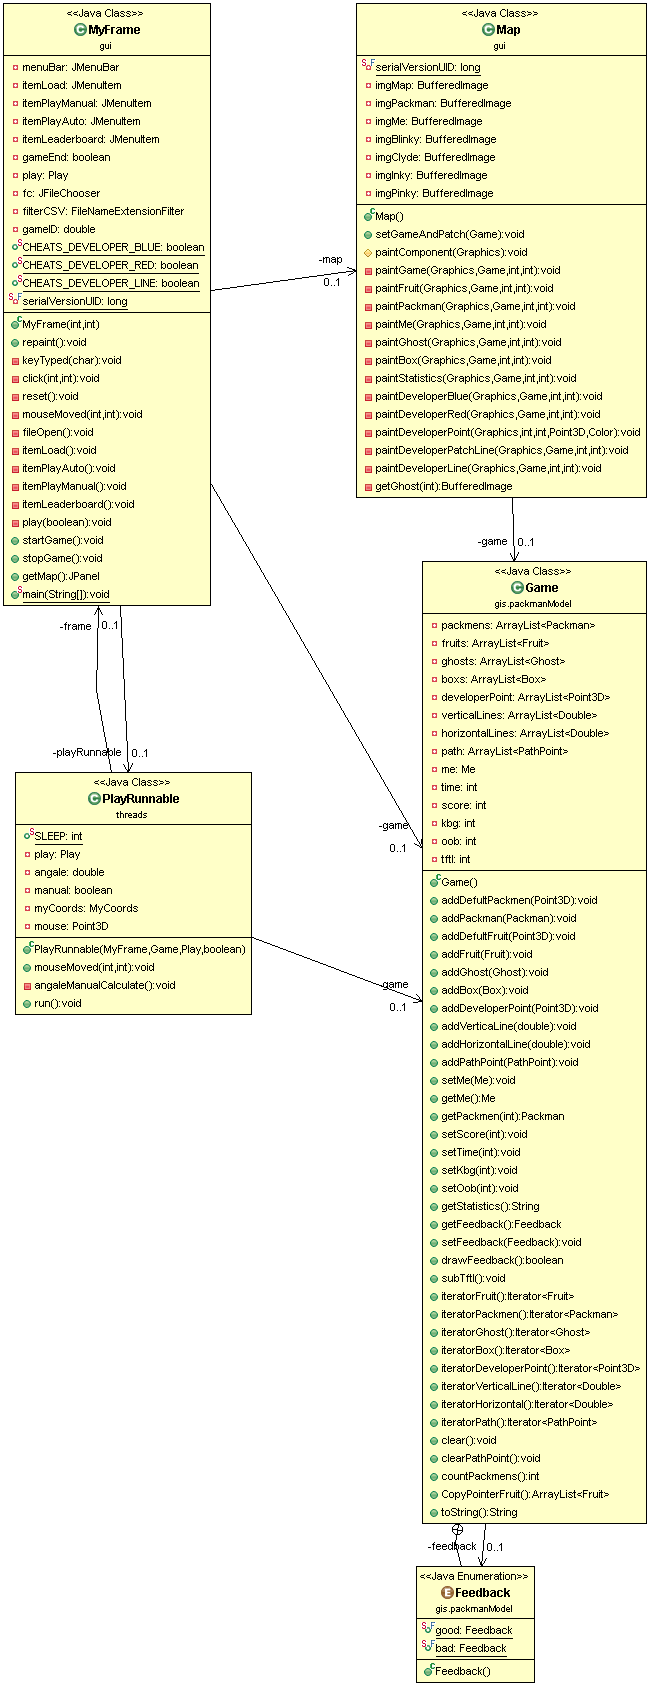 <<Java Class>>
MyFrame
gui
menuBar: JMenuBar
itemLoad: JMenuItem
itemPlayManual: JMenuItem
itemPlayAuto: JMenuItem
itemLeaderboard: JMenuItem
gameEnd: boolean
play: Play
fc: JFileChooser
filterCSV: FileNameExtensionFilter
gameID: double
CHEATS_DEVELOPER_BLUE: boolean
CHEATS_DEVELOPER_RED: boolean
CHEATS_DEVELOPER_LINE: boolean
serialVersionUID: long
MyFrame(int,int)
repaint():void
keyTyped(char):void
click(int,int):void
reset():void
mouseMoved(int,int):void
fileOpen():void
itemLoad():void
itemPlayAuto():void
itemPlayManual():void
itemLeaderboard():void
play(boolean):void
startGame():void
stopGame():void
getMap():JPanel
main(String[]):void
-map
0..1
<<Java Class>>
Map
gui
serialVersionUID: long
imgMap: BufferedImage
imgPackman: BufferedImage
imgMe: BufferedImage
imgBlinky: BufferedImage
imgClyde: BufferedImage
imgInky: BufferedImage
imgPinky: BufferedImage
Map()
setGameAndPatch(Game):void
paintComponent(Graphics):void
paintGame(Graphics,Game,int,int):void
paintFruit(Graphics,Game,int,int):void
paintPackman(Graphics,Game,int,int):void
paintMe(Graphics,Game,int,int):void
paintGhost(Graphics,Game,int,int):void
paintBox(Graphics,Game,int,int):void
paintStatistics(Graphics,Game,int,int):void
paintDeveloperBlue(Graphics,Game,int,int):void
paintDeveloperRed(Graphics,Game,int,int):void
paintDeveloperPoint(Graphics,int,int,Point3D,Color):void
paintDeveloperPatchLine(Graphics,Game,int,int):void
paintDeveloperLine(Graphics,Game,int,int):void
getGhost(int):BufferedImage
-game
0..1
-frame
0..1
-playRunnable
0..1
-game
0..1
<<Java Class>>
PlayRunnable
threads
SLEEP: int
play: Play
angale: double
manual: boolean
myCoords: MyCoords
mouse: Point3D
PlayRunnable(MyFrame,Game,Play,boolean)
mouseMoved(int,int):void
angaleManualCalculate():void
run():void
-game
0..1
<<Java Class>>
Game
gis.packmanModel
packmens: ArrayList<Packman>
fruits: ArrayList<Fruit>
ghosts: ArrayList<Ghost>
boxs: ArrayList<Box>
developerPoint: ArrayList<Point3D>
verticalLines: ArrayList<Double>
horizontalLines: ArrayList<Double>
path: ArrayList<PathPoint>
me: Me
time: int
score: int
kbg: int
oob: int
tftl: int
Game()
addDefultPackmen(Point3D):void
addPackman(Packman):void
addDefultFruit(Point3D):void
addFruit(Fruit):void
addGhost(Ghost):void
addBox(Box):void
addDeveloperPoint(Point3D):void
addVerticaLine(double):void
addHorizontalLine(double):void
addPathPoint(PathPoint):void
setMe(Me):void
getMe():Me
getPackmen(int):Packman
setScore(int):void
setTime(int):void
setKbg(int):void
setOob(int):void
getStatistics():String
getFeedback():Feedback
setFeedback(Feedback):void
drawFeedback():boolean
subTftl():void
iteratorFruit():Iterator<Fruit>
iteratorPackmen():Iterator<Packman>
iteratorGhost():Iterator<Ghost>
iteratorBox():Iterator<Box>
iteratorDeveloperPoint():Iterator<Point3D>
iteratorVerticalLine():Iterator<Double>
iteratorHorizontal():Iterator<Double>
iteratorPath():Iterator<PathPoint>
clear():void
clearPathPoint():void
countPackmens():int
CopyPointerFruit():ArrayList<Fruit>
toString():String
-feedback
0..1
<<Java Enumeration>>
Feedback
gis.packmanModel
good: Feedback
bad: Feedback
Feedback()